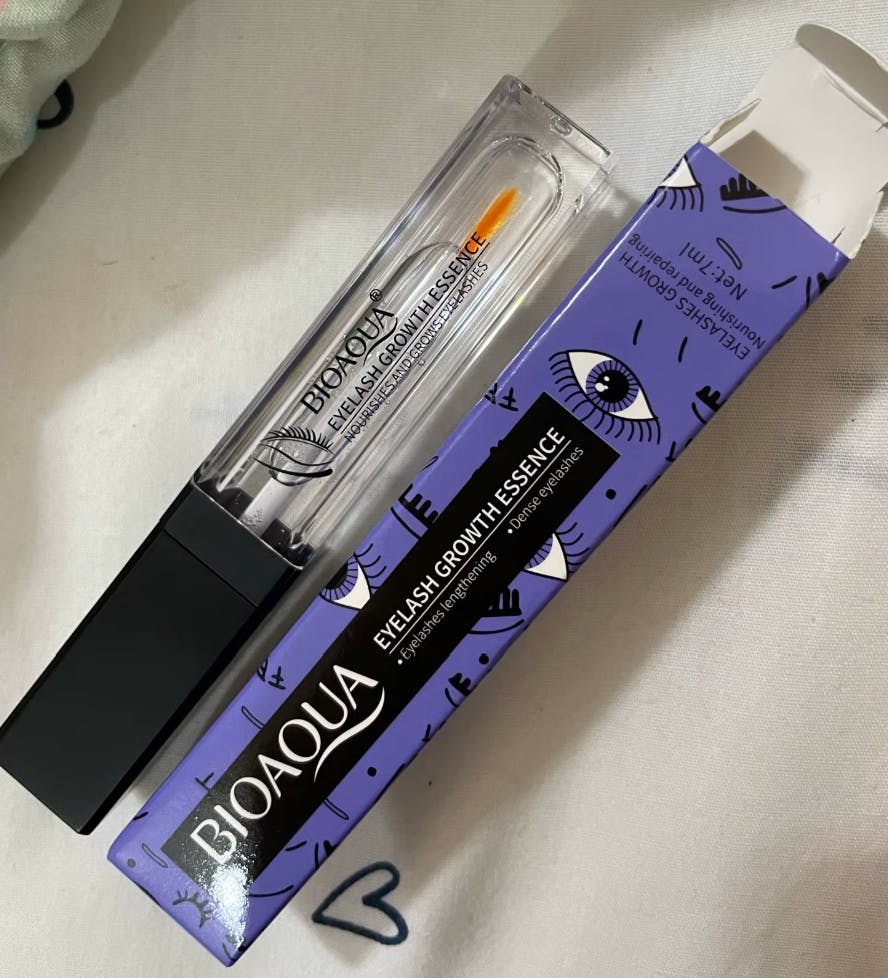 BIOAQUA®
EYELASH GROWTH ESSENCE
NOURISHES AND GROWS EYELASHES
BIOAQUA
EYELASH GROWTH ESSENCE
• Eyelashes lengthening • Dense eyelashes
EYELASHES GROWTH
Nourishing and repairing
Net:7ml